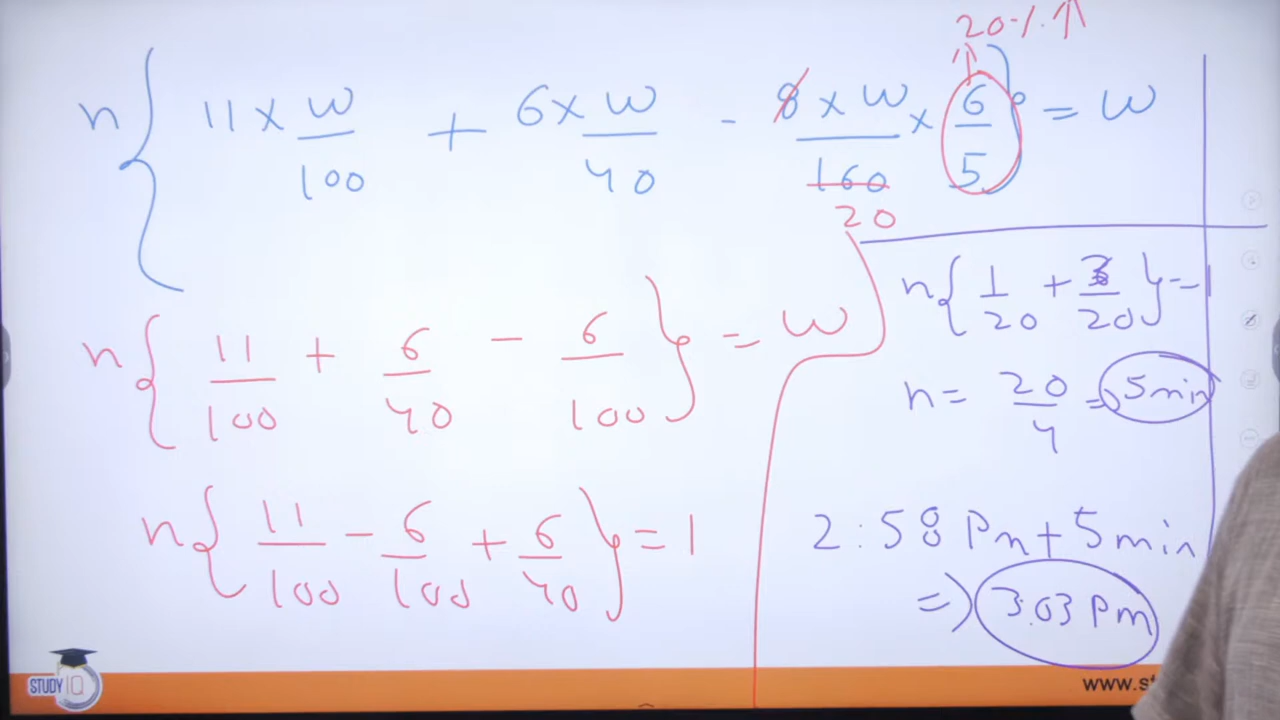 20 % ↑
n { 11 × w/100 + 6 × w/40 - 8 × w/160 × 6/5 } = w
20
n { 11/100 + 6/40 - 6/100 } = w
n { 11/100 - 6/100 + 6/40 } = 1
n { 1/20 + 3/20 } = 1
n = 20/4 = 5 min
2:58 Pm + 5 min
=> 3.03 Pm
STUDY IQ
www.st